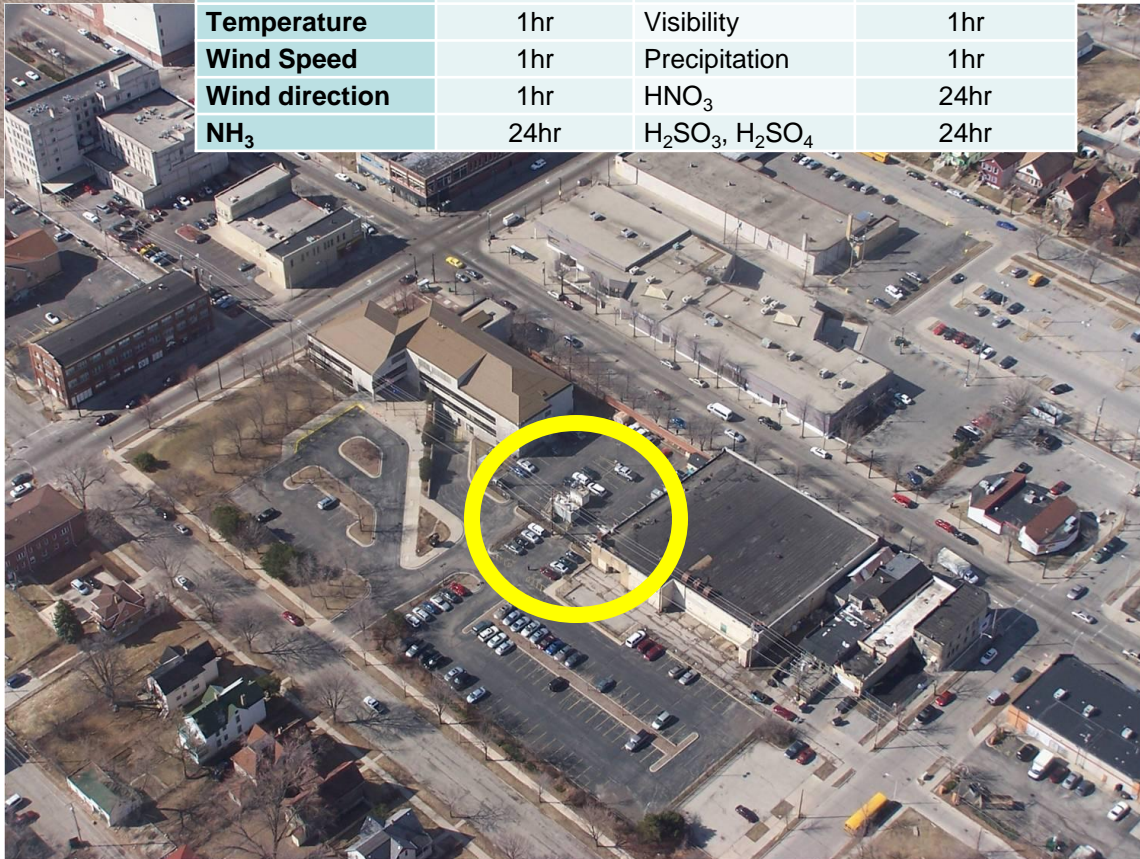 Temperature 1hr Visibility 1hr
Wind Speed 1hr Precipitation 1hr
Wind direction 1hr HNO₃ 24hr
NH₃ 24hr H₂SO₃, H₂SO₄ 24hr